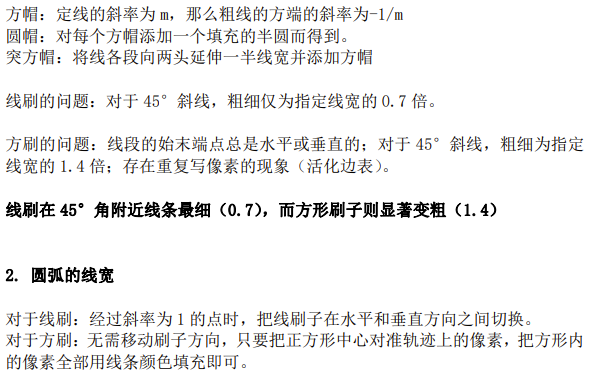 方帽：定线的斜率为 m，那么粗线的方端的斜率为-1/m
圆帽：对每个方帽添加一个填充的半圆而得到。
突方帽：将线各段向两头延伸一半线宽并添加方帽
线刷的问题：对于 45°斜线，粗细仅为指定线宽的 0.7 倍。
方刷的问题：线段的始末端点总是水平或垂直的；对于 45°斜线，粗细为指定
线宽的 1.4 倍；存在重复写像素的现象（活化边表）。
线刷在 45°角附近线条最细（0.7），而方形刷子则显著变粗（1.4）
2. 圆弧的线宽
对于线刷：经过斜率为 1 的点时，把线刷子在水平和垂直方向之间切换。
对于方刷：无需移动刷子方向，只要把正方形中心对准轨迹上的像素，把方形内
的像素全部用线条颜色填充即可。